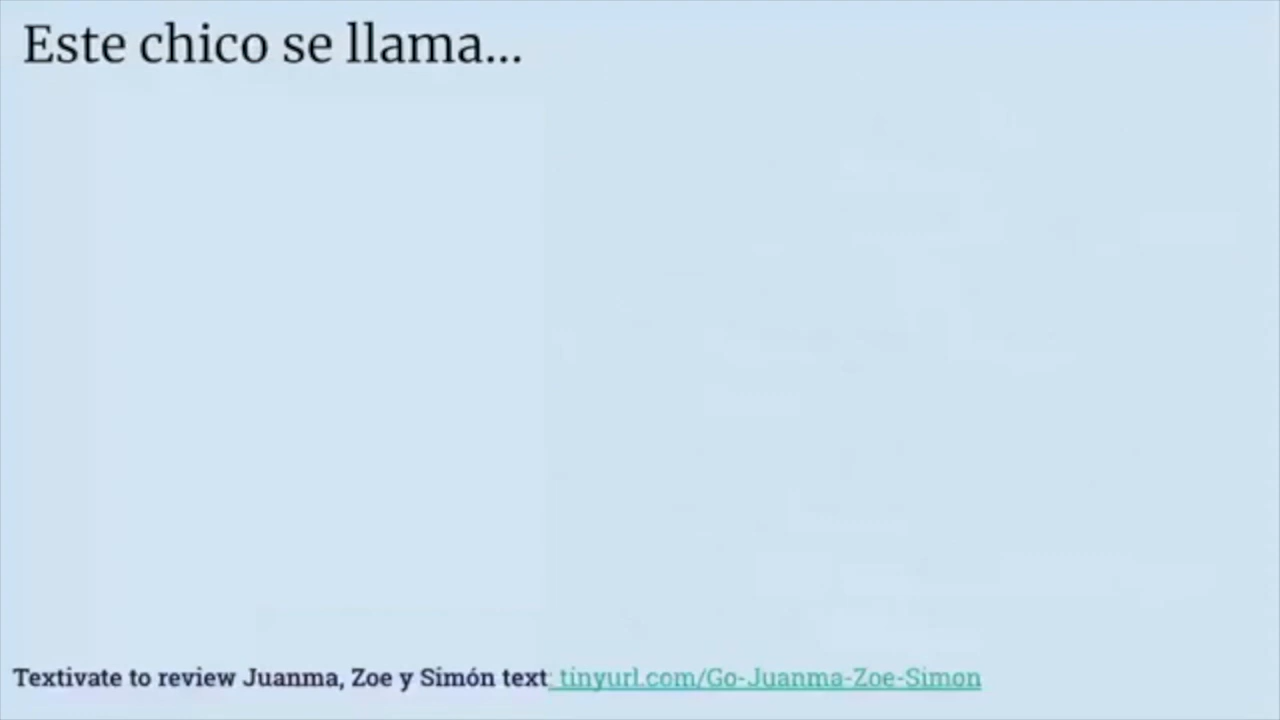 Este chico se llama...
Textivate to review Juanma, Zoe y Simón text: tinyurl.com/Go-Juanma-Zoe-Simon